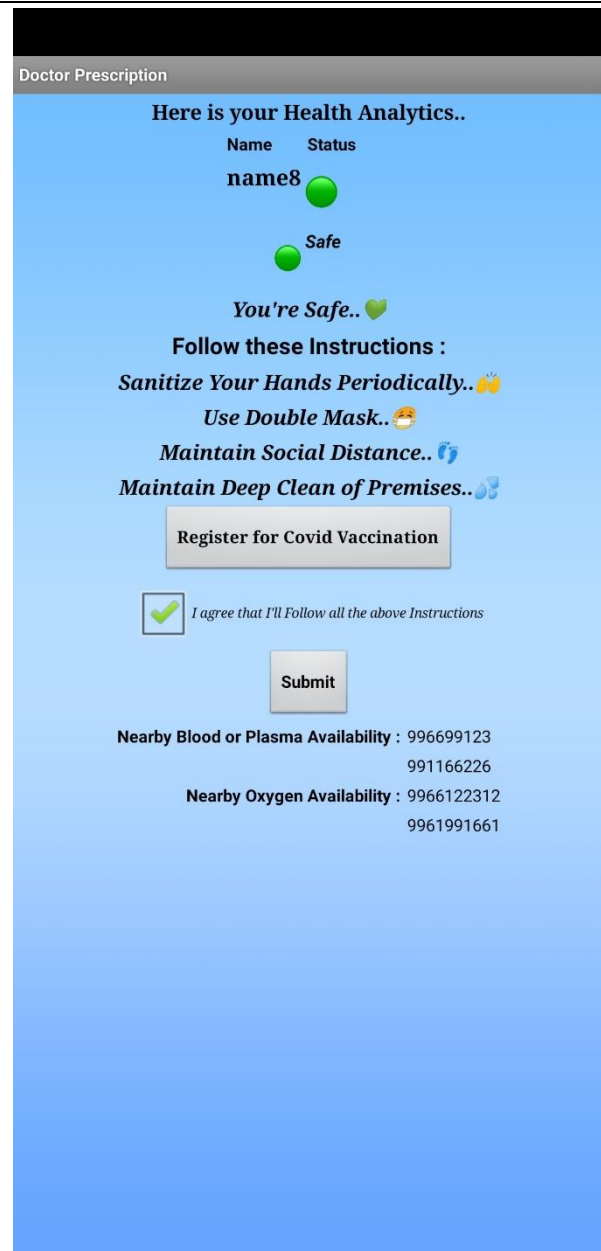 Doctor Prescription
Here is your Health Analytics..
Name Status
name8
Safe
You're Safe..💚
Follow these Instructions :
Sanitize Your Hands Periodically..🙌
Use Double Mask..😷
Maintain Social Distance..👣
Maintain Deep Clean of Premises..💦
Register for Covid Vaccination
I agree that I'll Follow all the above Instructions
Submit
Nearby Blood or Plasma Availability : 996699123
991166226
Nearby Oxygen Availability : 9966122312
9961991661